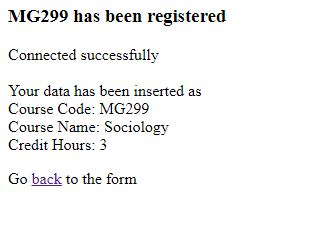 MG299 has been registered
Connected successfully
Your data has been inserted as
Course Code: MG299
Course Name: Sociology
Credit Hours: 3
Go back to the form